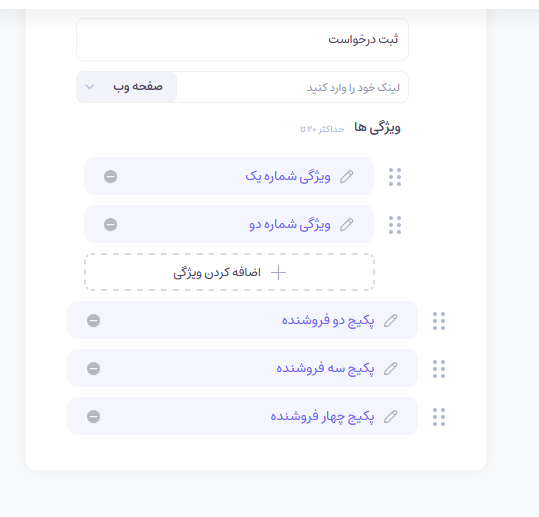 ثبت درخواست
لینک خود را وارد کنید صفحه وب
ویژگی ها حداکثر ۲۰ تا
ویژگی شماره یک
ویژگی شماره دو
اضافه کردن ویژگی
پکیج دو فروشنده
پکیج سه فروشنده
پکیج چهار فروشنده